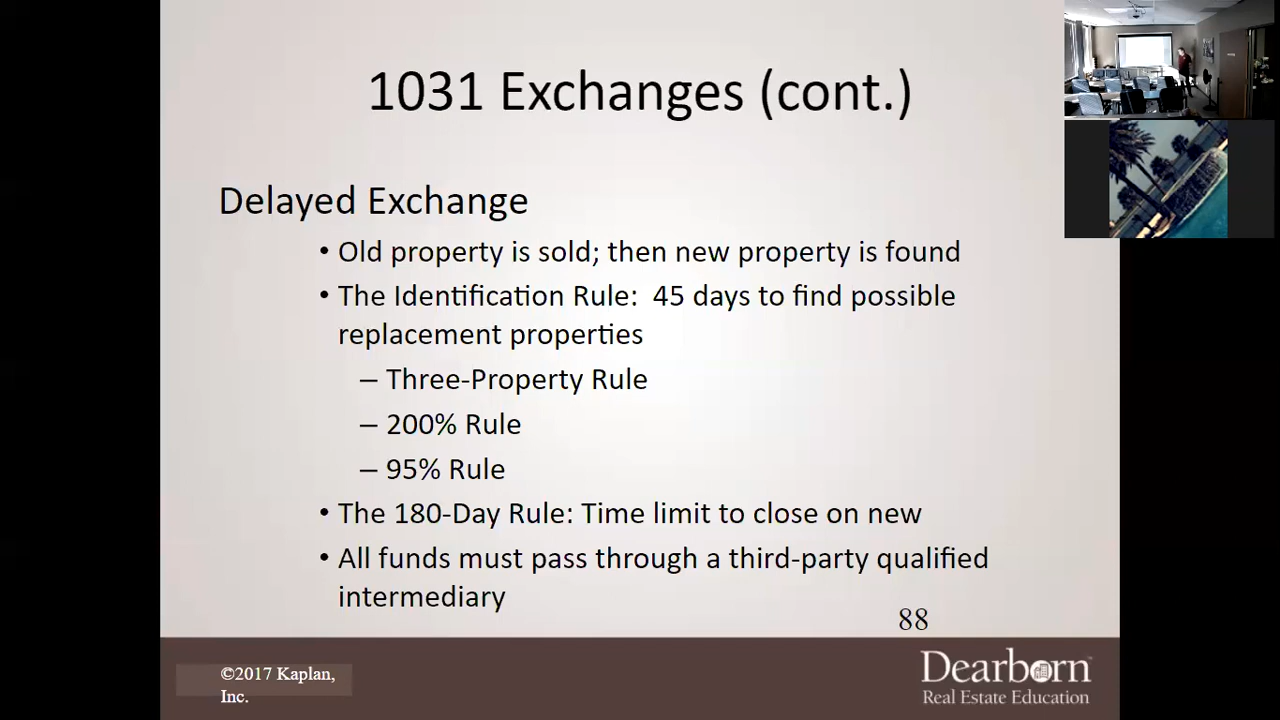 1031 Exchanges (cont.)
Delayed Exchange
• Old property is sold; then new property is found
• The Identification Rule: 45 days to find possible
replacement properties
– Three-Property Rule
– 200% Rule
– 95% Rule
• The 180-Day Rule: Time limit to close on new
• All funds must pass through a third-party qualified
intermediary
88
©2017 Kaplan,
Inc.
Dearborn
Real Estate Education